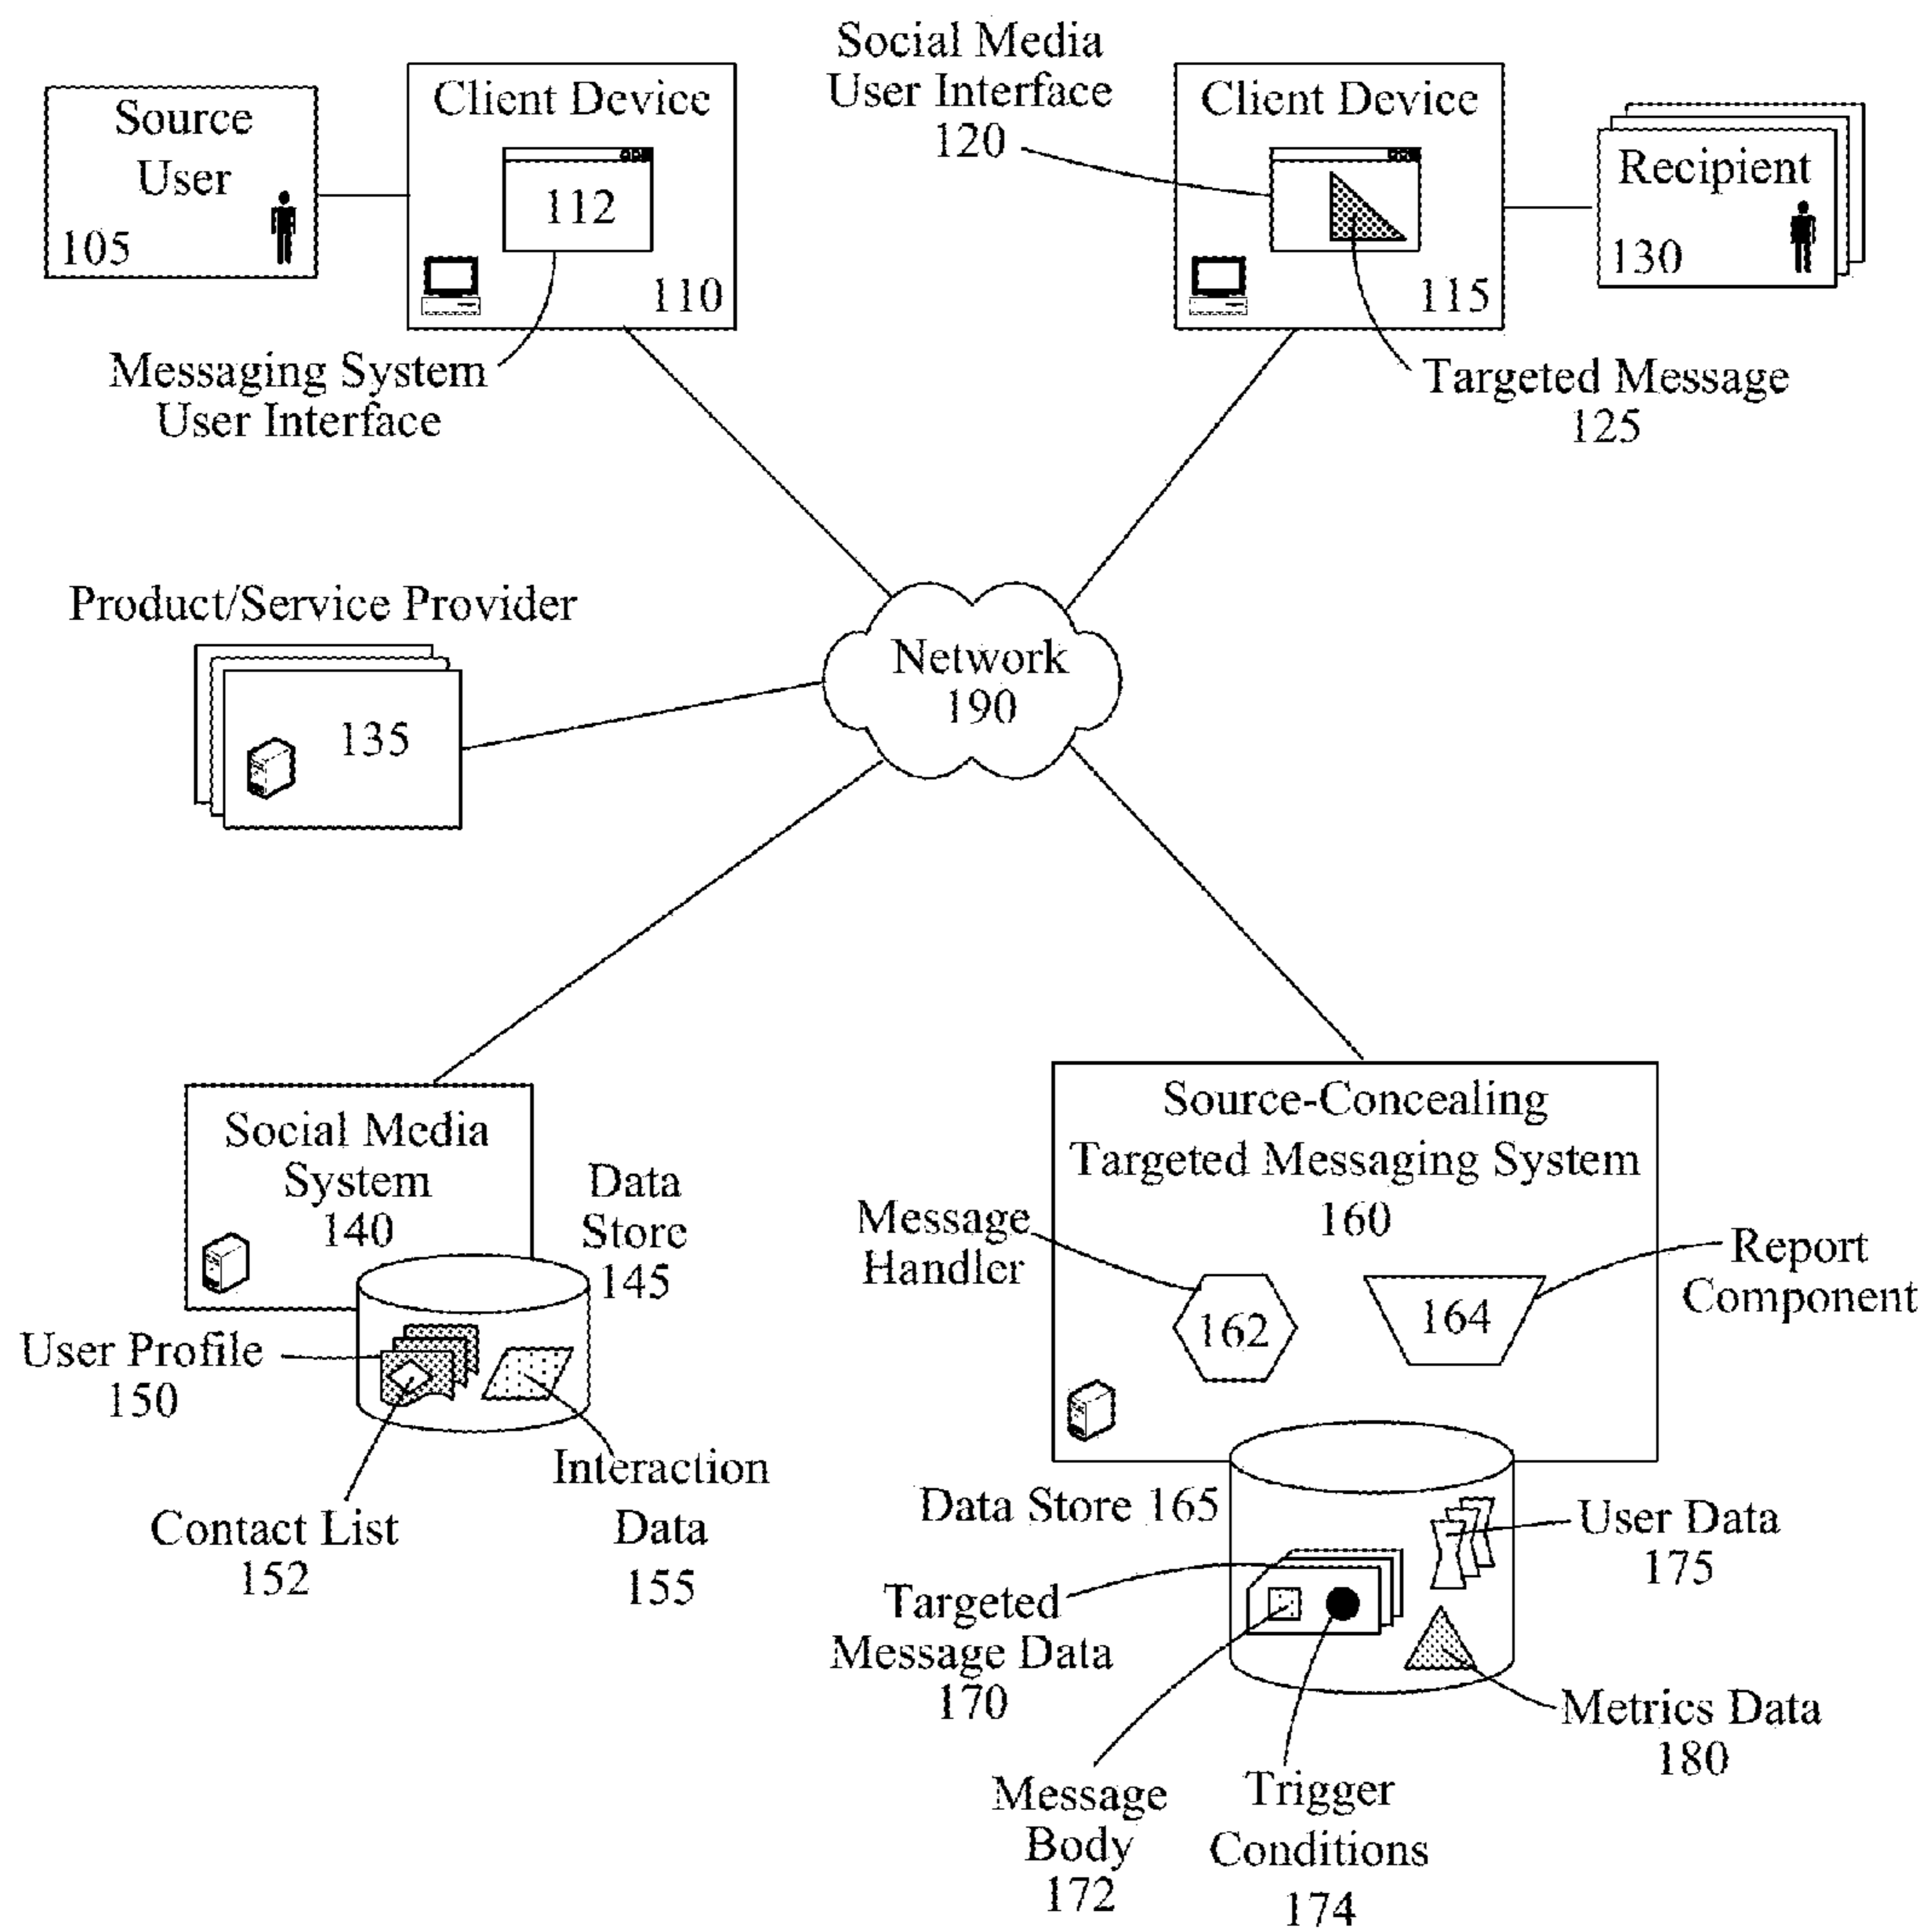 Source
User
105
Client Device
112
110
Messaging System
User Interface
Social Media
User Interface
120
Client Device
115
Recipient
130
Targeted Message
125
Product/Service Provider
135
Network
190
Social Media
System
140
Data
Store
145
User Profile
150
Contact List
152
Interaction
Data
155
Source-Concealing
Targeted Messaging System
160
Message
Handler
162
164
Report
Component
Data Store 165
User Data
175
Targeted
Message Data
170
Metrics Data
180
Message
Body
172
Trigger
Conditions
174